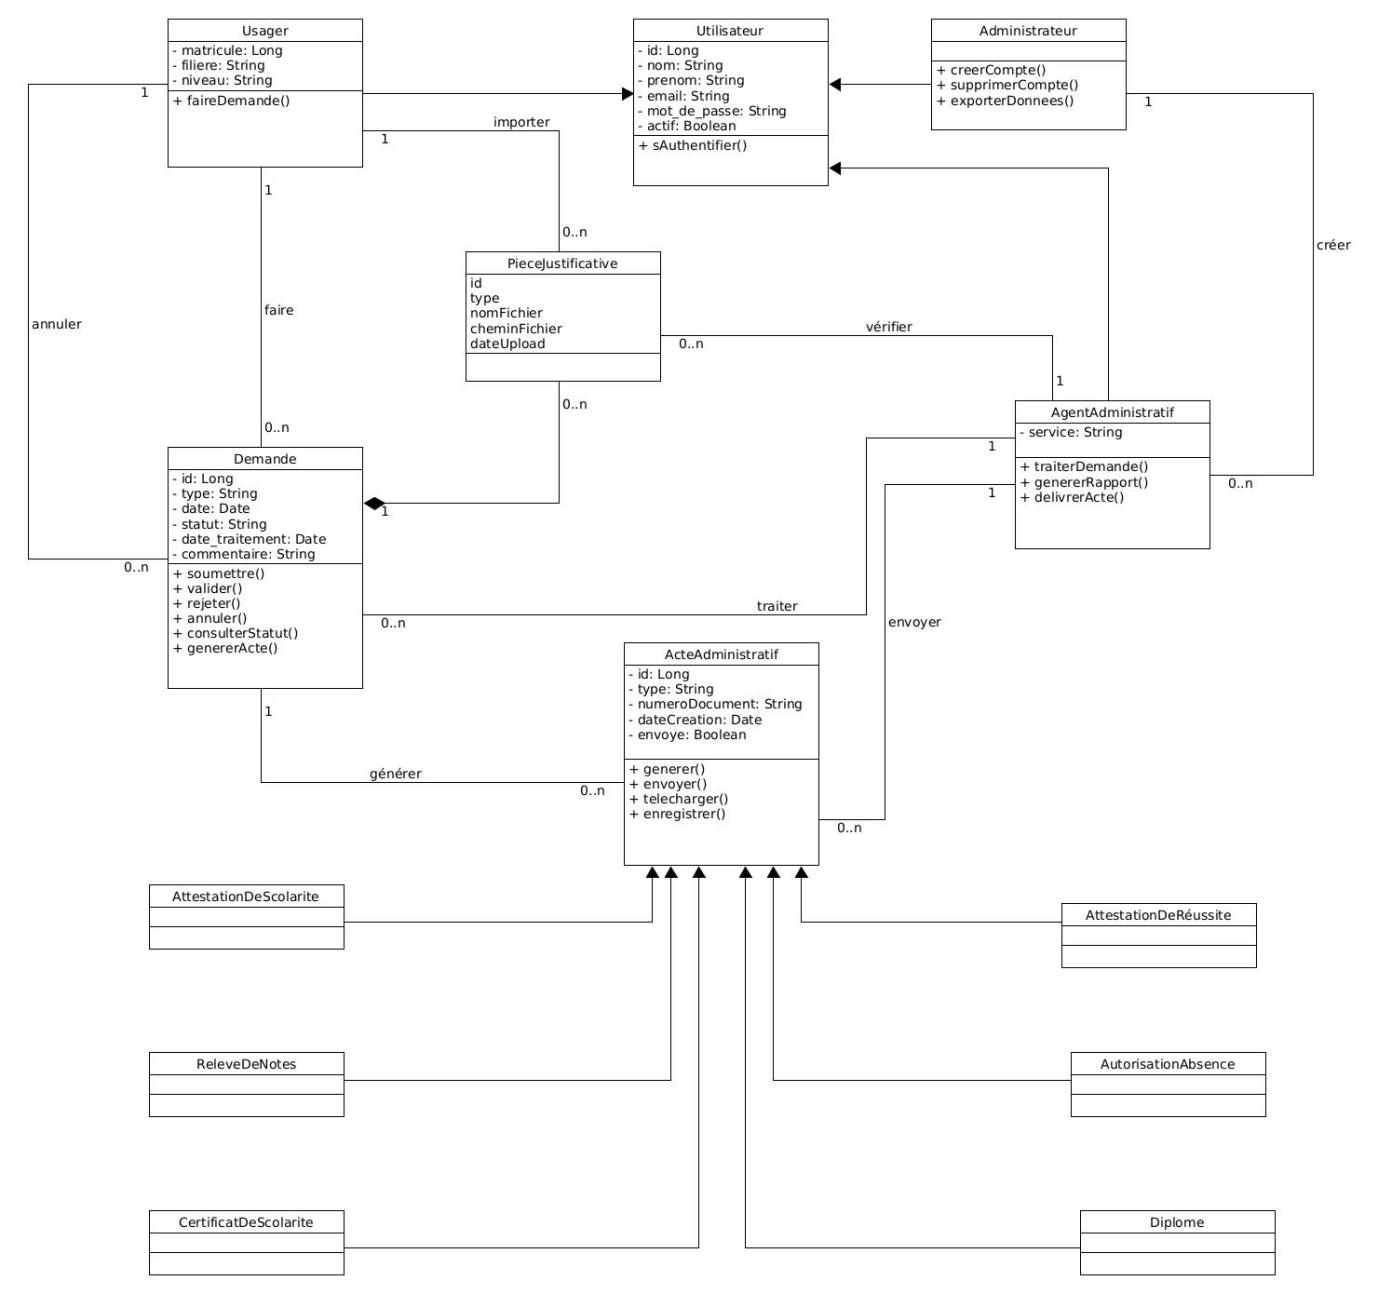 Usager
- matricule: Long
- filiere: String
- niveau: String
+ faireDemande()
Utilisateur
- id: Long
- nom: String
- prenom: String
- email: String
- mot_de_passe: String
- actif: Boolean
+ sAuthentifier()
Administrateur
+ creerCompte()
+ supprimerCompte()
+ exporterDonnees()
1
1
importer
1
1
0..n
créer
PieceJustificative
id
type
nomFichier
cheminFichier
dateUpload
faire
annuler
vérifier
0..n
1
0..n
0..n
AgentAdministratif
- service: String
+ traiterDemande()
+ genererRapport()
+ delivrerActe()
1
1
0..n
Demande
- id: Long
- type: String
- date: Date
- statut: String
- date_traitement: Date
- commentaire: String
+ soumettre()
+ valider()
+ rejeter()
+ annuler()
+ consulterStatut()
+ genererActe()
1
0..n
traiter
0..n
envoyer
ActeAdministratif
- id: Long
- type: String
- numeroDocument: String
- dateCreation: Date
- envoye: Boolean
+ generer()
+ envoyer()
+ telecharger()
+ enregistrer()
1
générer
0..n
0..n
AttestationDeScolarite
AttestationDeRéussite
ReleveDeNotes
AutorisationAbsence
CertificatDeScolarite
Diplome